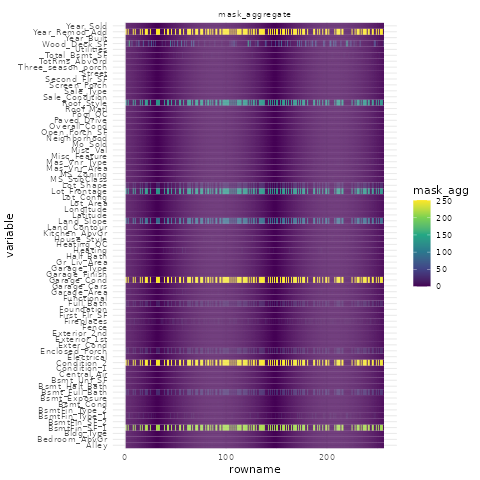 mask_aggregate
Year_Sold
Year_Remod_Add
Year_Built
Wood_Deck_SF
Utilities
Total_Bsmt_SF
TotRms_AbvGrd
Three_season_porch
Street
Second_Flr_SF
Screen_Porch
Sale_Type
Sale_Condition
Roof_Style
Roof_Matl
Pool_QC
Paved_Drive
Overall_Cond
Open_Porch_SF
Neighborhood
Mo_Sold
Misc_Val
Misc_Feature
Mas_Vnr_Type
Mas_Vnr_Area
MS_Zoning
MS_SubClass
Lot_Shape
Lot_Frontage
Lot_Config
Lot_Area
Longitude
Latitude
Land_Slope
Land_Contour
Kitchen_AbvGr
House_Style
Heating_QC
Heating
Half_Bath
Gr_Liv_Area
Garage_Type
Garage_Finish
Garage_Cond
Garage_Cars
Garage_Area
Functional
Full_Bath
Foundation
First_Flr_SF
Fireplaces
Fence
Exterior_2nd
Exterior_1st
Exter_Cond
Enclosed_Porch
Electrical
Condition_2
Condition_1
Central_Air
Bsmt_Unf_SF
Bsmt_Half_Bath
Bsmt_Full_Bath
Bsmt_Exposure
Bsmt_Cond
BsmtFin_Type_2
BsmtFin_Type_1
BsmtFin_SF_2
BsmtFin_SF_1
Bldg_Type
Bedroom_AbvGr
Alley
variable
0 100 200
rowname
mask_agg
250
200
150
100
50
0